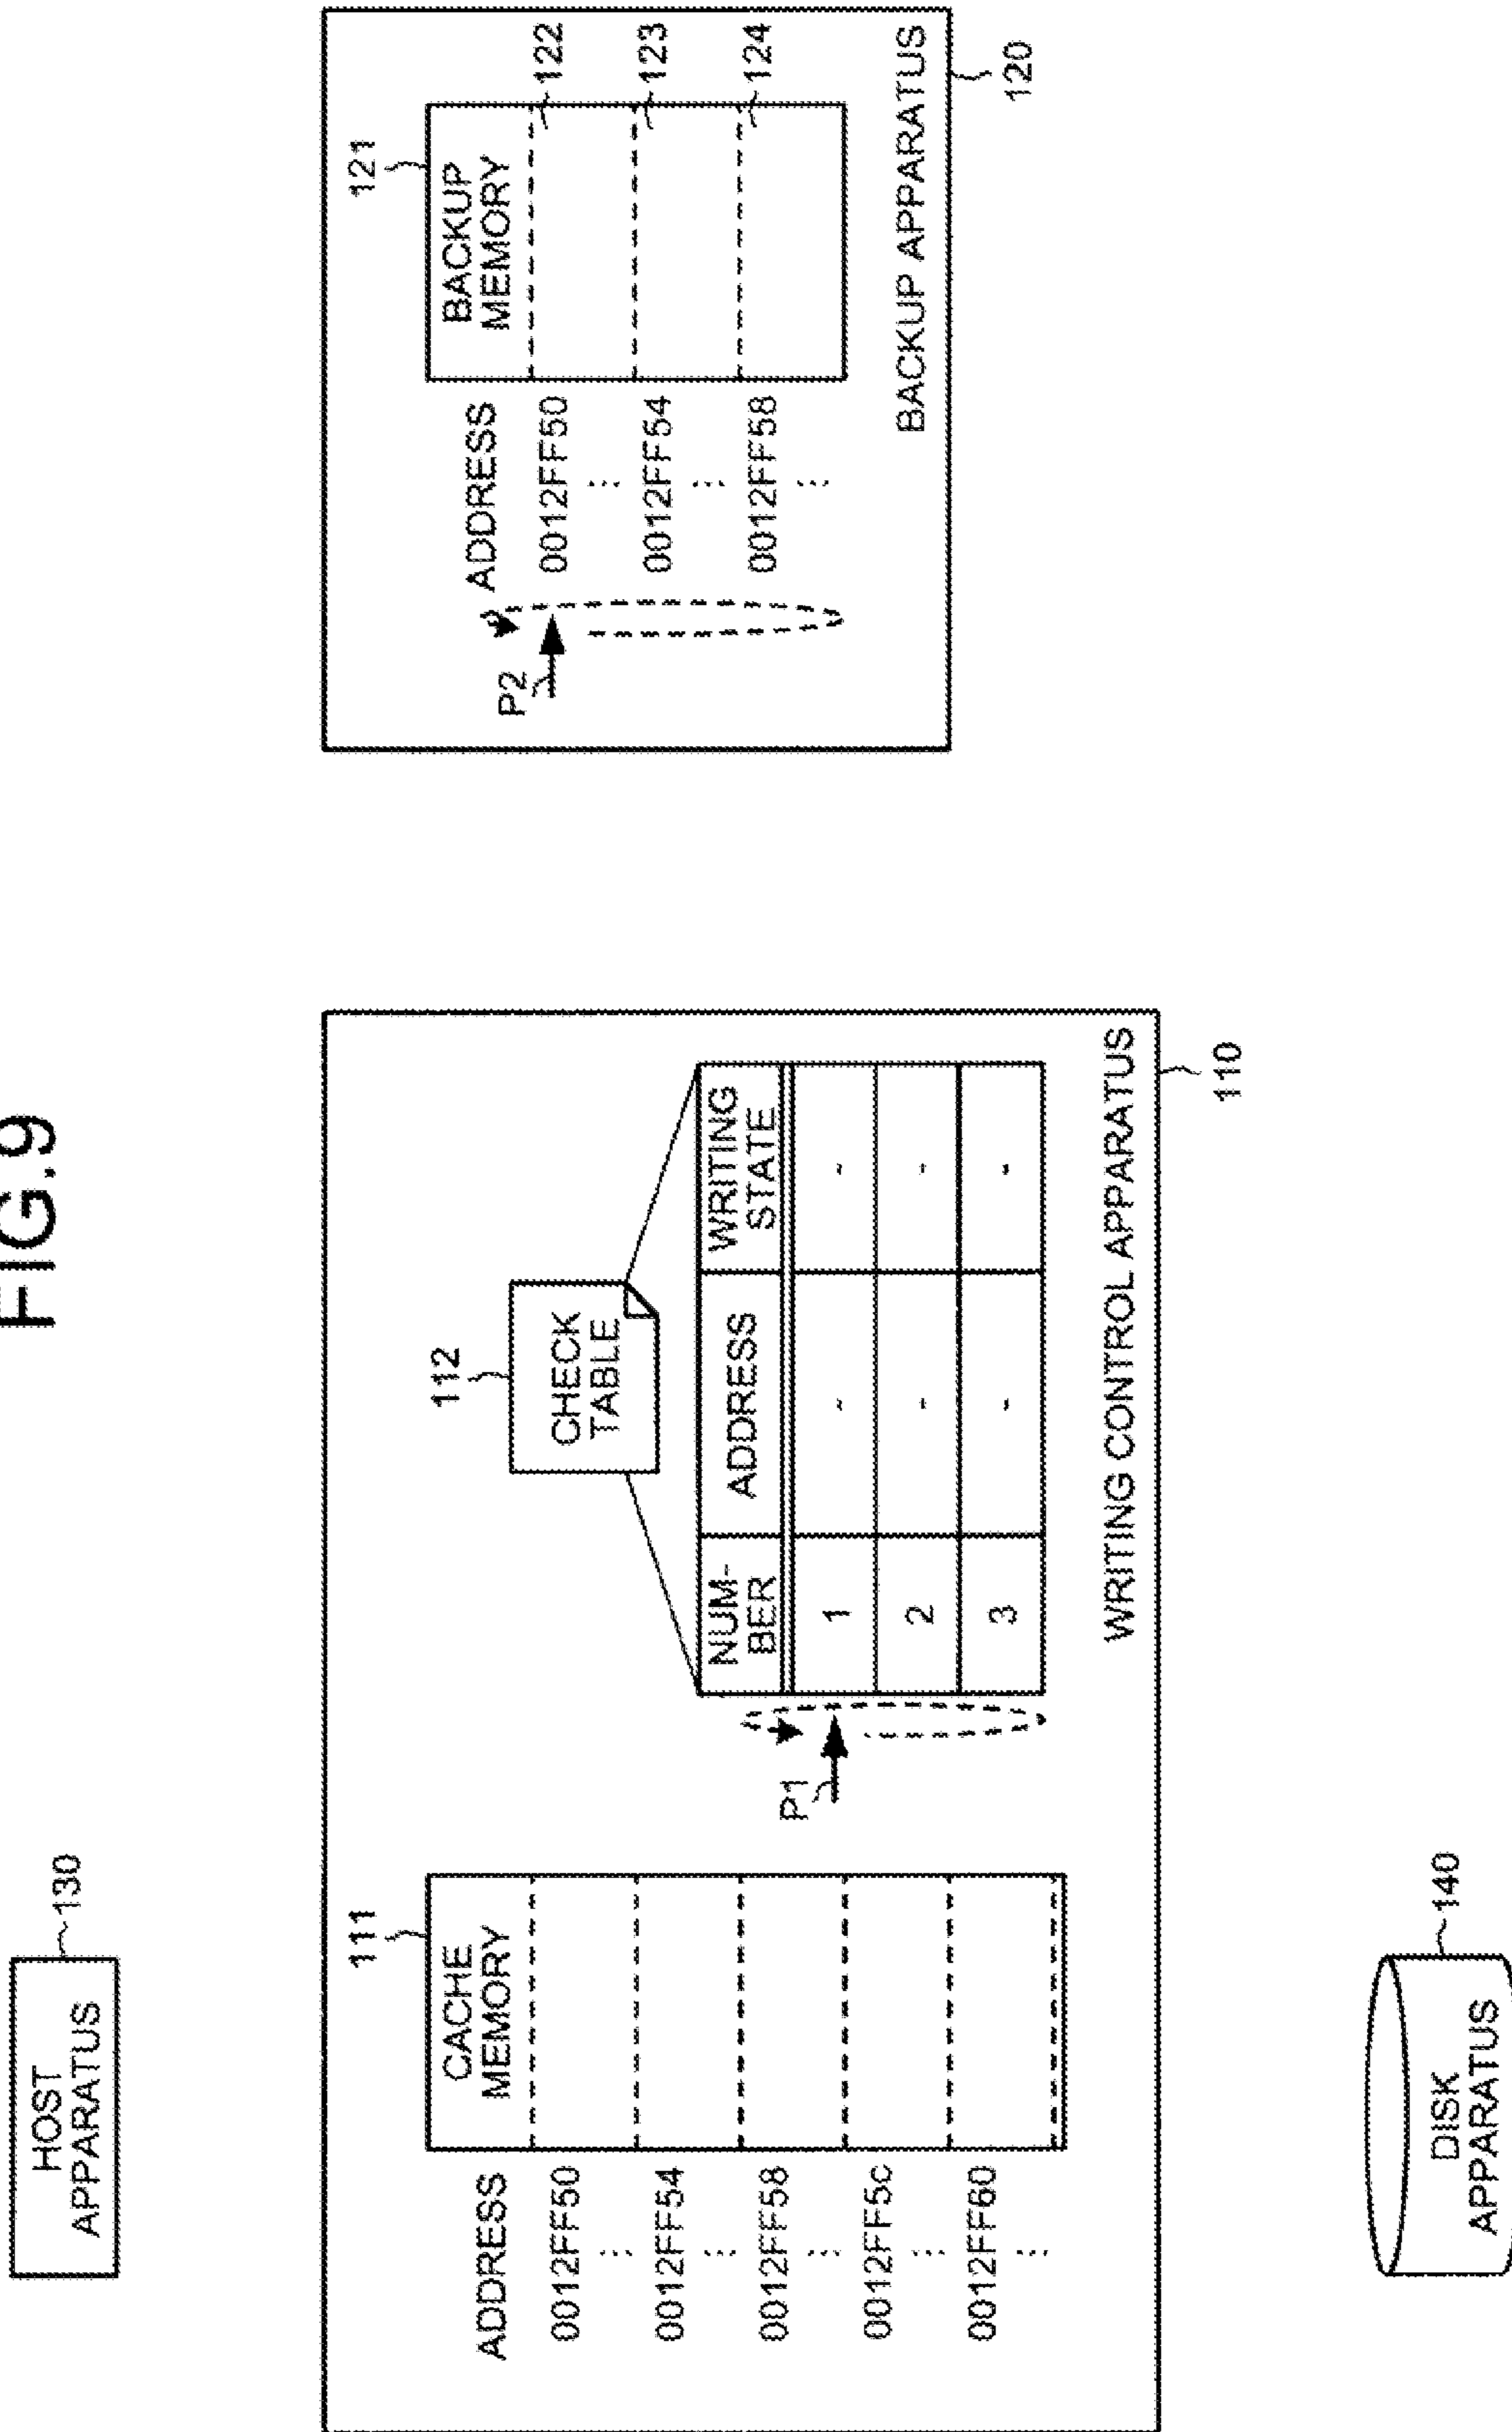 FIG.9
HOST
APPARATUS
130
111
CACHE
MEMORY
ADDRESS
0012FF50
0012FF54
0012FF58
0012FF5c
0012FF60
112
CHECK
TABLE
P1
NUM-
BER
ADDRESS
WRITING
STATE
1 - -
2 - -
3 - -
WRITING CONTROL APPARATUS
110
121
BACKUP
MEMORY
ADDRESS
P2
0012FF50
122
0012FF54
123
0012FF58
124
BACKUP APPARATUS
120
DISK
APPARATUS
140